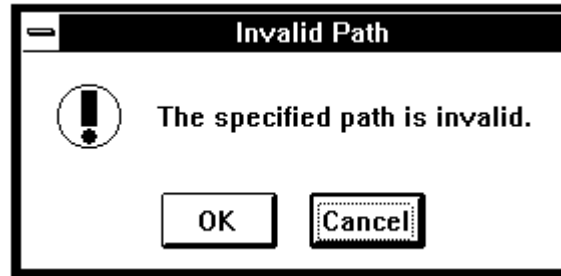 Invalid Path
The specified path is invalid.
OK
Cancel